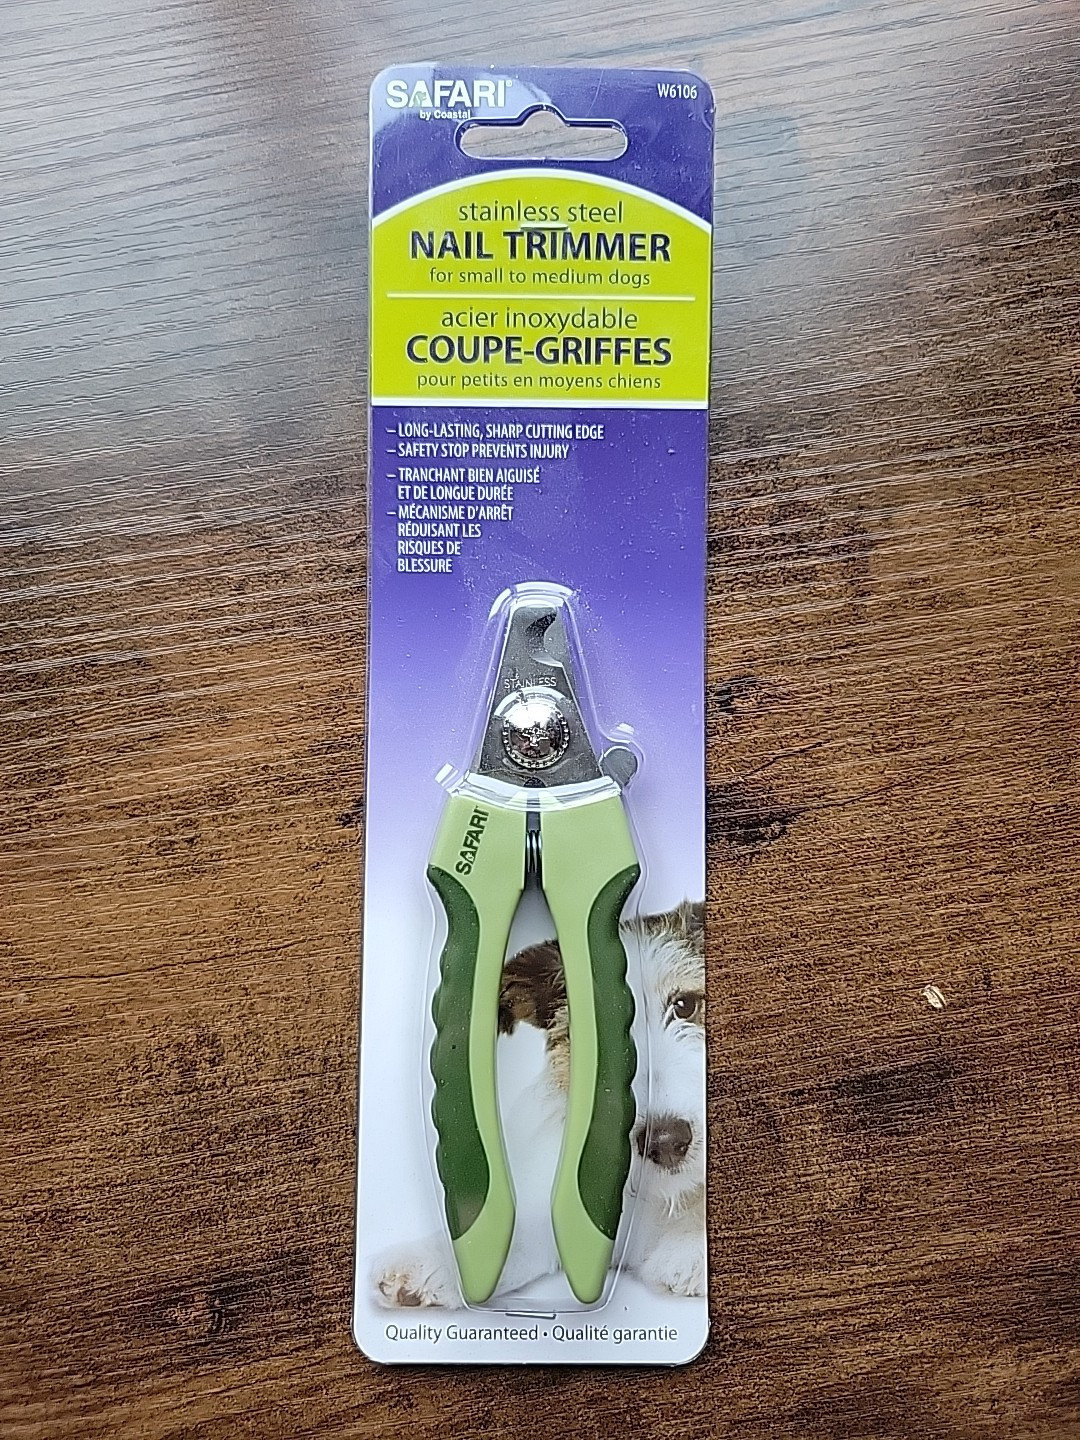 SAFARI®
by Coastal
W6106
stainless steel
NAIL TRIMMER
for small to medium dogs
acier inoxydable
COUPE-GRIFFES
pour petits en moyens chiens
– LONG-LASTING, SHARP CUTTING EDGE
– SAFETY STOP PREVENTS INJURY
– TRANCHANT BIEN AIGUISÉ
ET DE LONGUE DURÉE
– MÉCANISME D'ARRÊT
RÉDUISANT LES
RISQUES DE
BLESSURE
STAINLESS
SAFARI
Quality Guaranteed • Qualité garantie